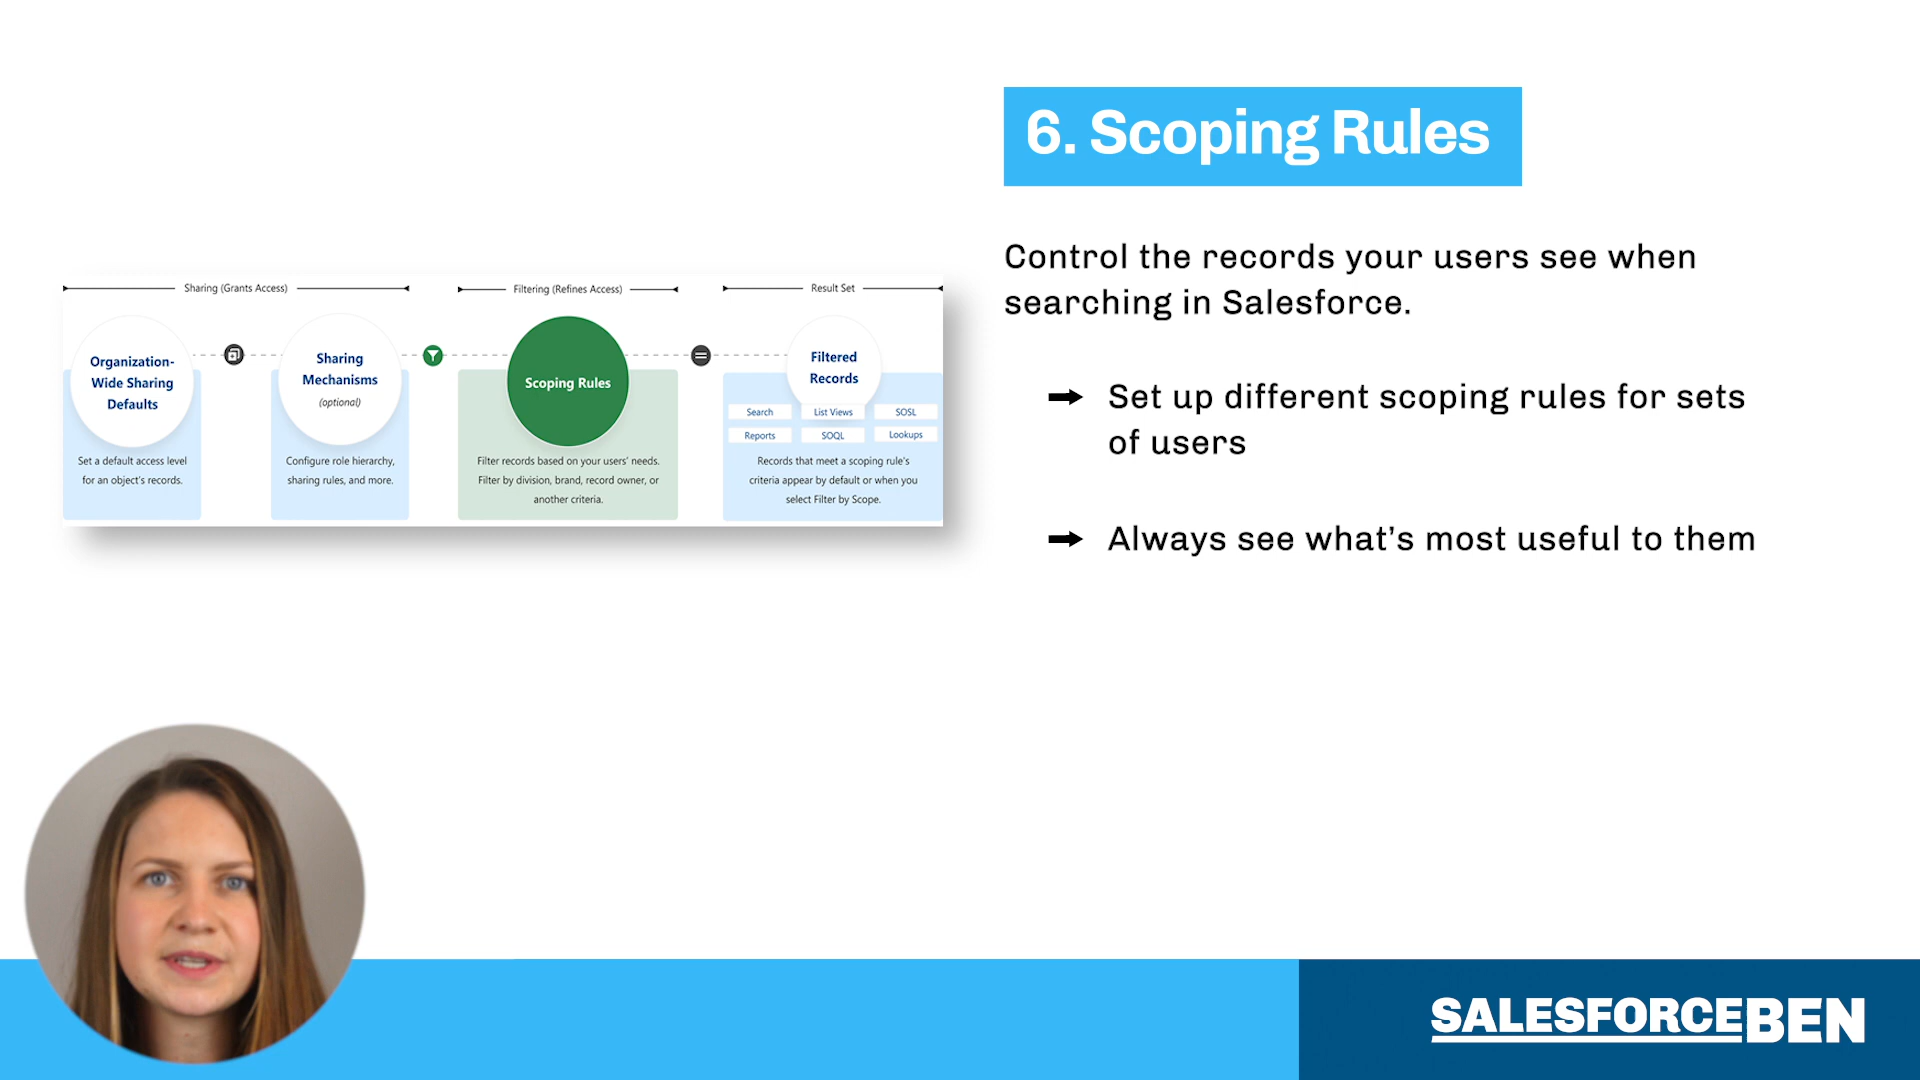 6. Scoping Rules
Control the records your users see when
searching in Salesforce.
Set up different scoping rules for sets
of users
Always see what’s most useful to them
Sharing (Grants Access)
Filtering (Refines Access)
Result Set
Organization-
Wide Sharing
Defaults
Set a default access level
for an object's records.
Sharing
Mechanisms
(optional)
Configure role hierarchy,
sharing rules, and more.
Scoping Rules
Filter records based on your users’ needs.
Filter by division, brand, record owner, or
another criteria.
Filtered
Records
Search List Views SOSL
Reports SOQL Lookups
Records that meet a scoping rule's
criteria appear by default or when you
select Filter by Scope.
SALESFORCEBEN